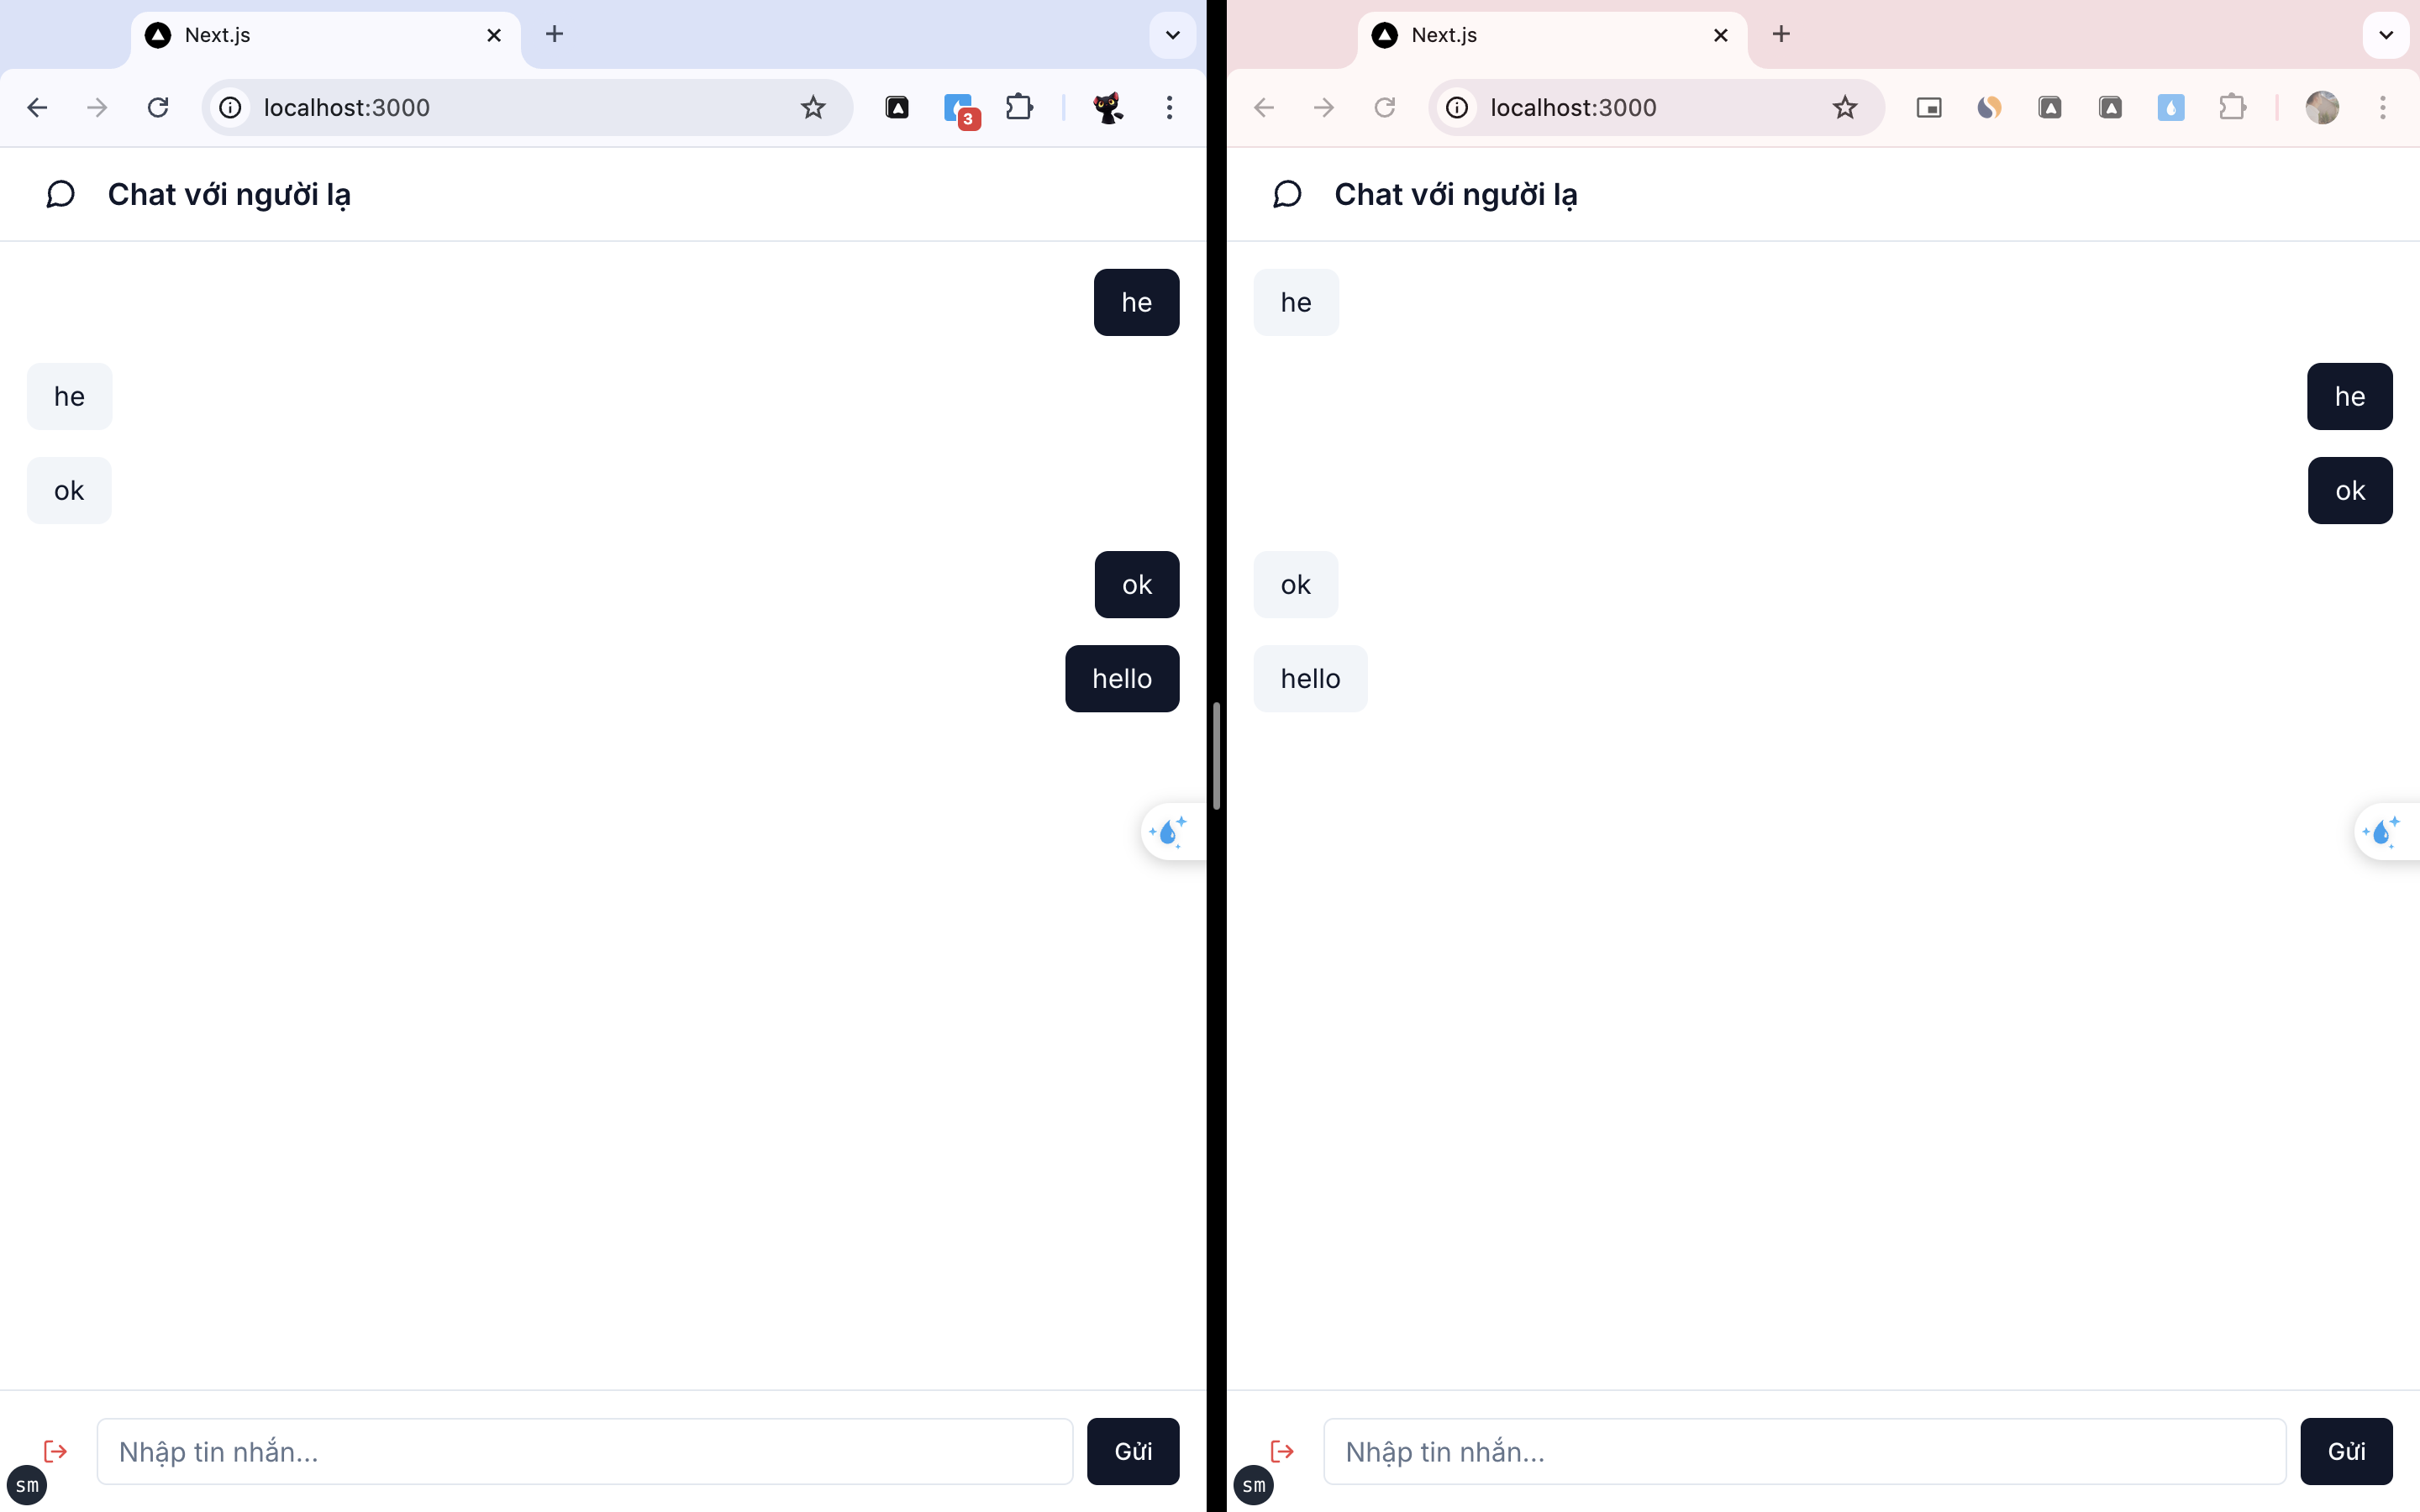 Next.js
localhost:3000
3
Chat với người lạ
he
he
ok
ok
hello
Nhập tin nhắn...
Gửi
sm
Next.js
localhost:3000
Chat với người lạ
he
he
ok
ok
hello
Nhập tin nhắn...
Gửi
sm